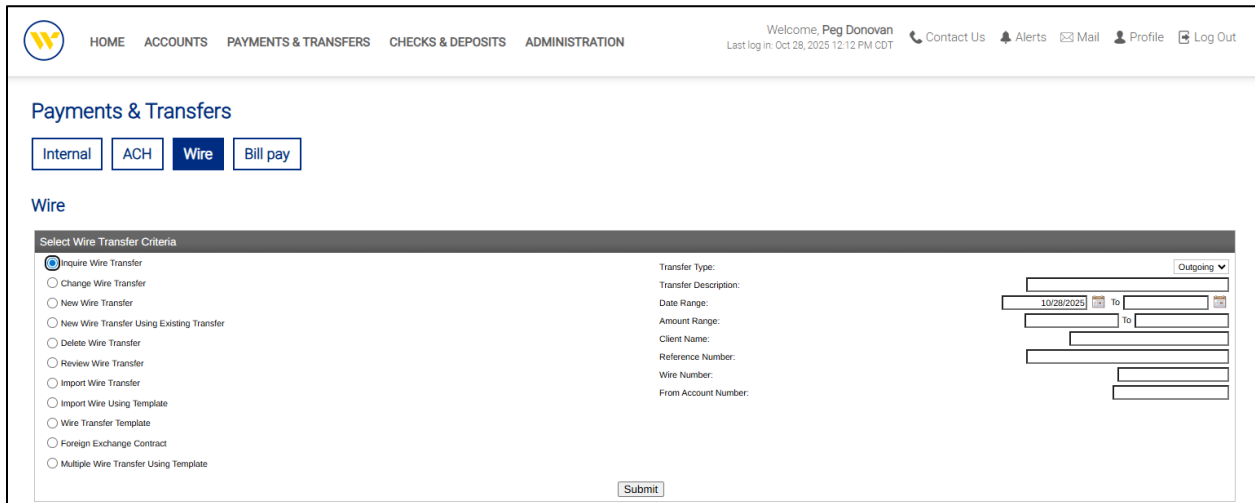 W
HOME ACCOUNTS PAYMENTS & TRANSFERS CHECKS & DEPOSITS ADMINISTRATION
Welcome, Peg Donovan
Last log in: Oct 28, 2025 12:12 PM CDT
Contact Us Alerts Mail Profile Log Out
Payments & Transfers
Internal ACH Wire Bill pay
Wire
Select Wire Transfer Criteria
Inquire Wire Transfer
Change Wire Transfer
New Wire Transfer
New Wire Transfer Using Existing Transfer
Delete Wire Transfer
Review Wire Transfer
Import Wire Transfer
Import Wire Using Template
Wire Transfer Template
Foreign Exchange Contract
Multiple Wire Transfer Using Template
Transfer Type: Outgoing
Transfer Description:
Date Range: 10/28/2025 To
Amount Range: To
Client Name:
Reference Number:
Wire Number:
From Account Number:
Submit